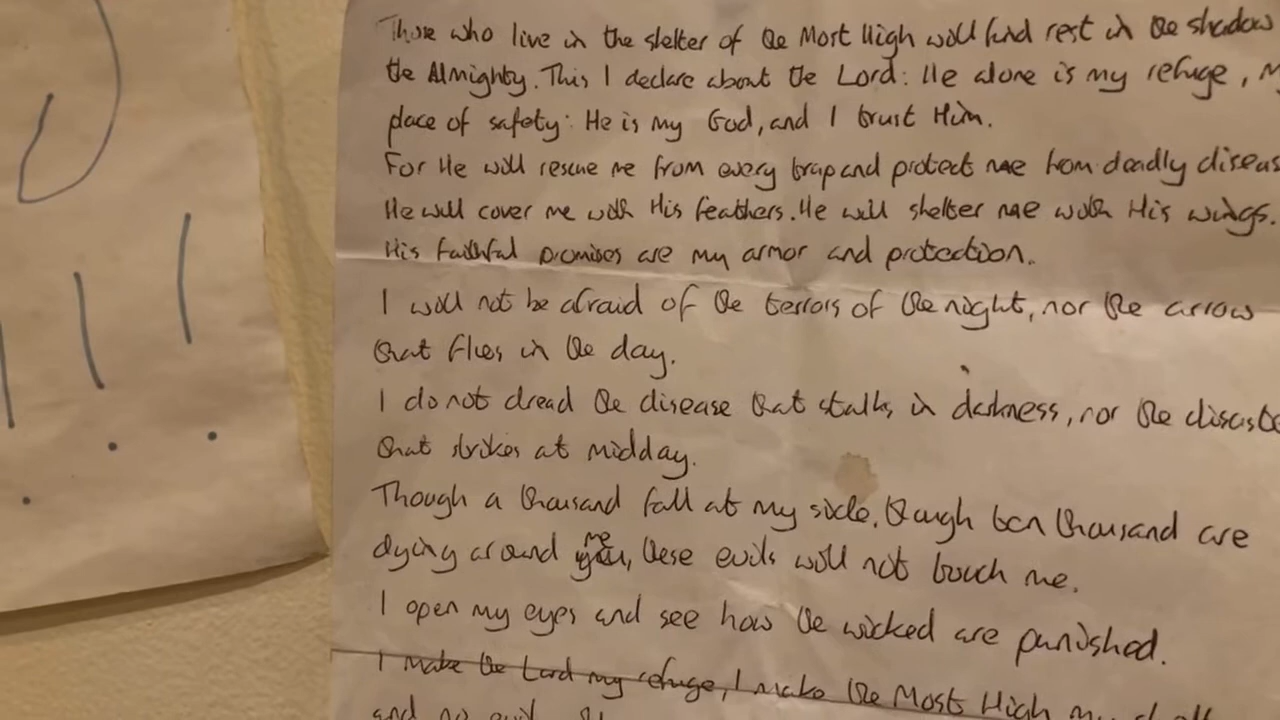 Those who live in the shelter of the Most High will find rest in the shadow
the Almighty. This I declare about the Lord: He alone is my refuge,
place of safety: He is my God, and I trust Him.
For He will rescue me from every trap and protect me from deadly diseas
He will cover me with His feathers. He will shelter me with His wings.
His faithful promises are my armor and protection.
I will not be afraid of the terrors of the night, nor the arrow
that flies in the day.
I do not dread the disease that stalks in darkness, nor the disaste
that strikes at midday.
Though a thousand fall at my side, though ten thousand are
dying around me, these evils will not touch me.
I open my eyes and see how the wicked are punished.
I make the Lord my refuge, I make the Most High my
and no evil